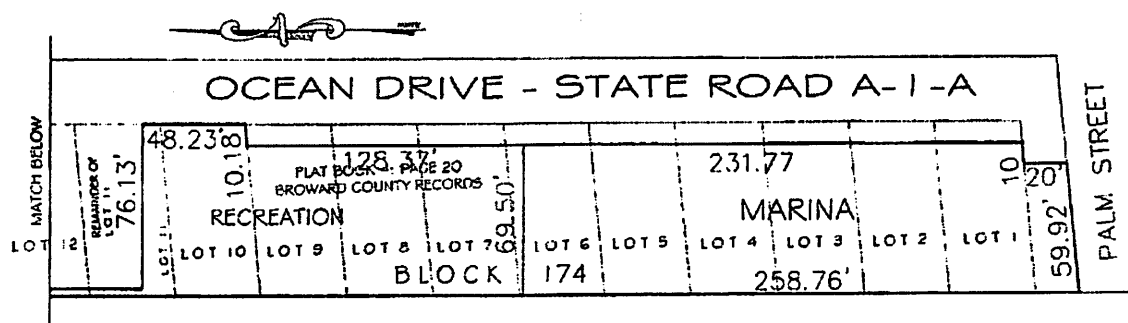 OCEAN DRIVE - STATE ROAD A-1-A
PALM STREET
MATCH BELOW
REMAINDER OF
LOT 11
76.13'
48.23'
10.18
128.37'
PLAT BOOK 4: PAGE 20
BROWARD COUNTY RECORDS
69.50'
231.77
10
20'
59.92'
RECREATION
MARINA
LOT 12
LOT 11
LOT 10
LOT 9
LOT 8
LOT 7
LOT 6
LOT 5
LOT 4
LOT 3
LOT 2
LOT 1
BLOCK 174
258.76'